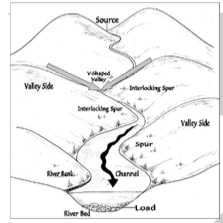 Source
V-Shaped
Valley
Valley Side
Interlocking Spur
Interlocking Spur
Valley Side
Spur
River Bank
Channel
Load
River Bed